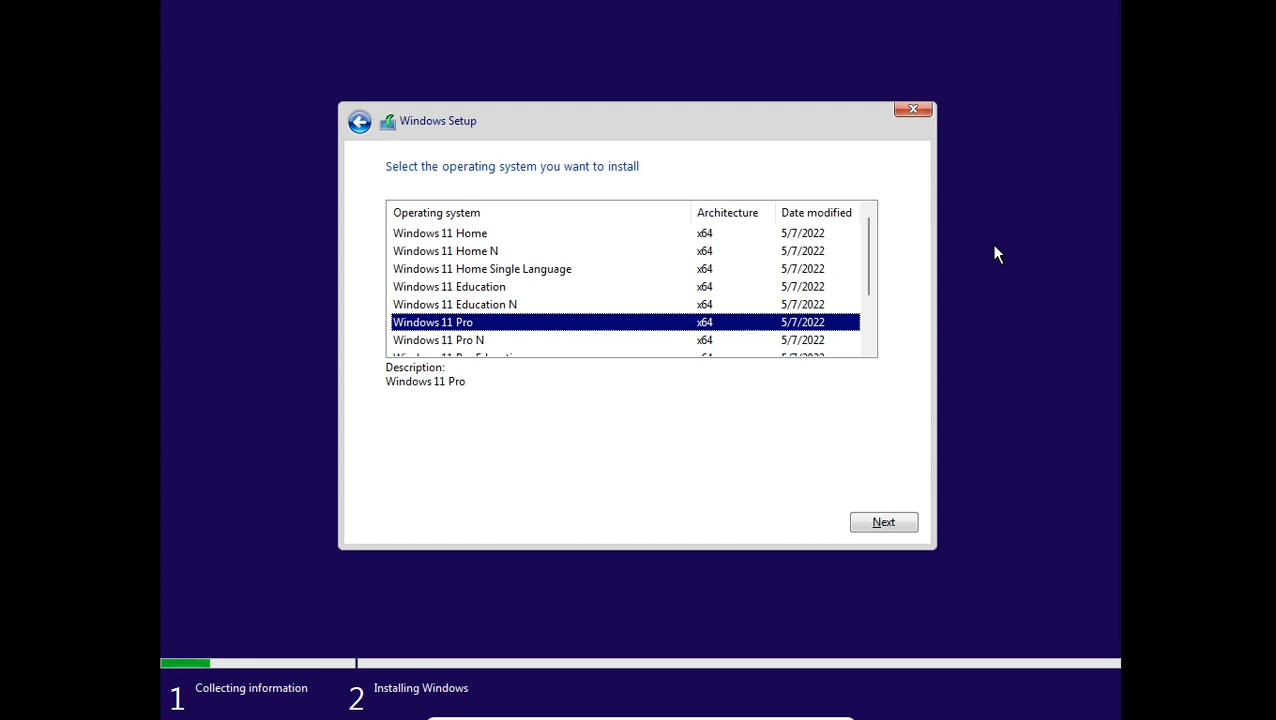 Windows Setup
Select the operating system you want to install
Operating system Architecture Date modified
Windows 11 Home x64 5/7/2022
Windows 11 Home N x64 5/7/2022
Windows 11 Home Single Language x64 5/7/2022
Windows 11 Education x64 5/7/2022
Windows 11 Education N x64 5/7/2022
Windows 11 Pro x64 5/7/2022
Windows 11 Pro N x64 5/7/2022
Description:
Windows 11 Pro
Next
1 Collecting information 2 Installing Windows